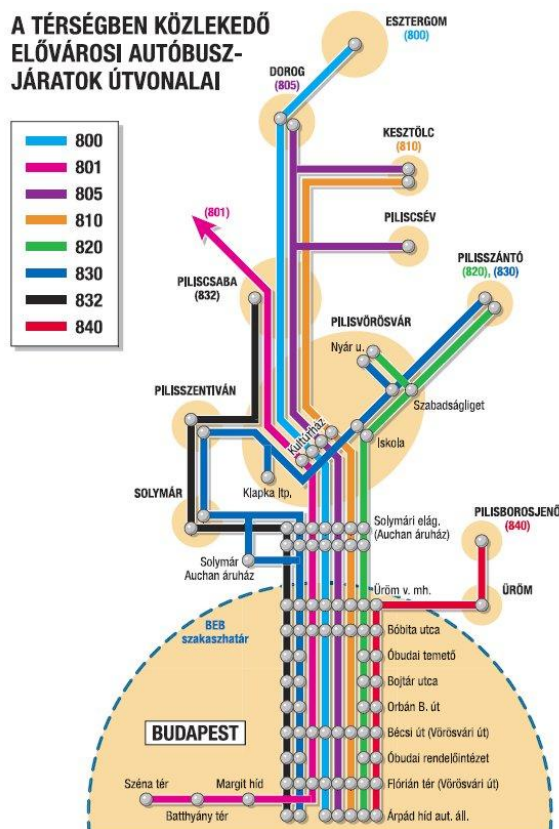 A TÉRSÉGBEN KÖZLEKEDŐ
ELŐVÁROSI AUTÓBUSZ-
JÁRATOK ÚTVONALAI
ESZTERGOM
(800)
DOROG
(805)
KESZTÖLC
(810)
800
801
805
810
820
830
832
840
(801)
PILISCSÉV
PILISCSABA
(832)
PILISSZÁNTÓ
(820), (830)
PILISVÖRÖSVÁR
Nyár u.
Szabadságliget
PILISSZENTIVÁN
Kultúrház
Iskola
Klapka ltp.
SOLYMÁR
Solymári elág.
(Auchan áruház)
PILISBOROSJENŐ
(840)
Solymár
Auchan áruház
Üröm v. mh.
ÜRÖM
BEB
szakaszhatár
Bóbita utca
Óbudai temető
Bojtár utca
Orbán B. út
BUDAPEST
Bécsi út (Vörösvári út)
Óbudai rendelőintézet
Széna tér
Margit híd
Flórián tér (Vörösvári út)
Batthyány tér
Árpád híd aut. áll.